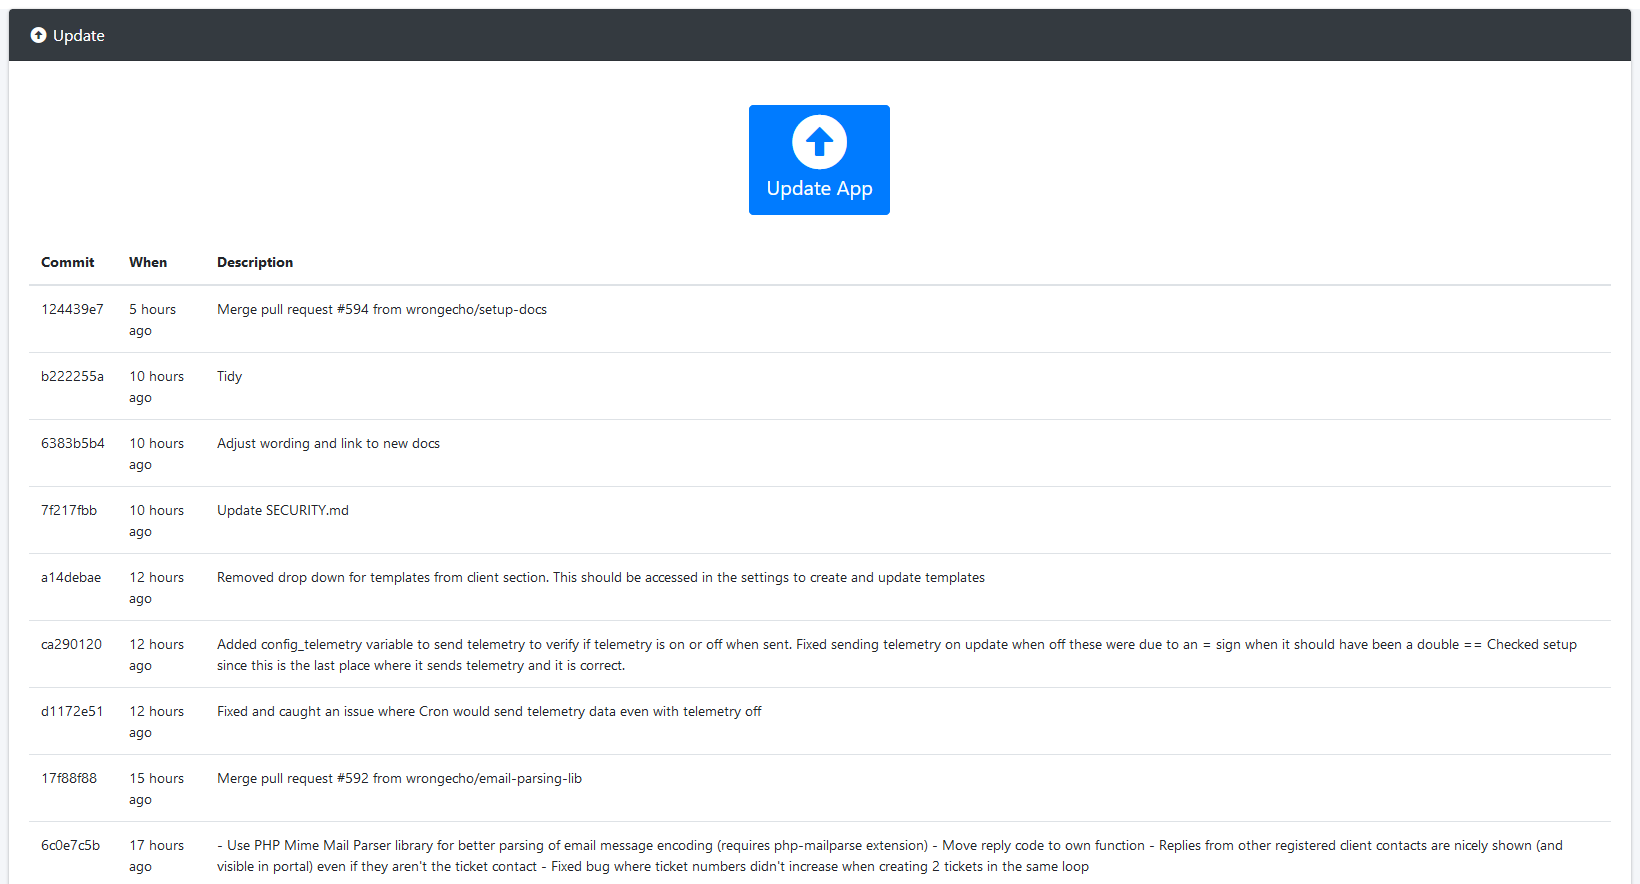 Update
Update App
Commit When Description
124439e7 5 hours ago Merge pull request #594 from wrongecho/setup-docs
b222255a 10 hours ago Tidy
6383b5b4 10 hours ago Adjust wording and link to new docs
7f217fbb 10 hours ago Update SECURITY.md
a14debae 12 hours ago Removed drop down for templates from client section. This should be accessed in the settings to create and update templates
ca290120 12 hours ago Added config_telemetry variable to send telemetry to verify if telemetry is on or off when sent. Fixed sending telemetry on update when off these were due to an = sign when it should have been a double == Checked setup
since this is the last place where it sends telemetry and it is correct.
d1172e51 12 hours ago Fixed and caught an issue where Cron would send telemetry data even with telemetry off
17f88f88 15 hours ago Merge pull request #592 from wrongecho/email-parsing-lib
6c0e7c5b 17 hours ago - Use PHP Mime Mail Parser library for better parsing of email message encoding (requires php-mailparse extension) - Move reply code to own function - Replies from other registered client contacts are nicely shown (and
visible in portal) even if they aren't the ticket contact - Fixed bug where ticket numbers didn't increase when creating 2 tickets in the same loop